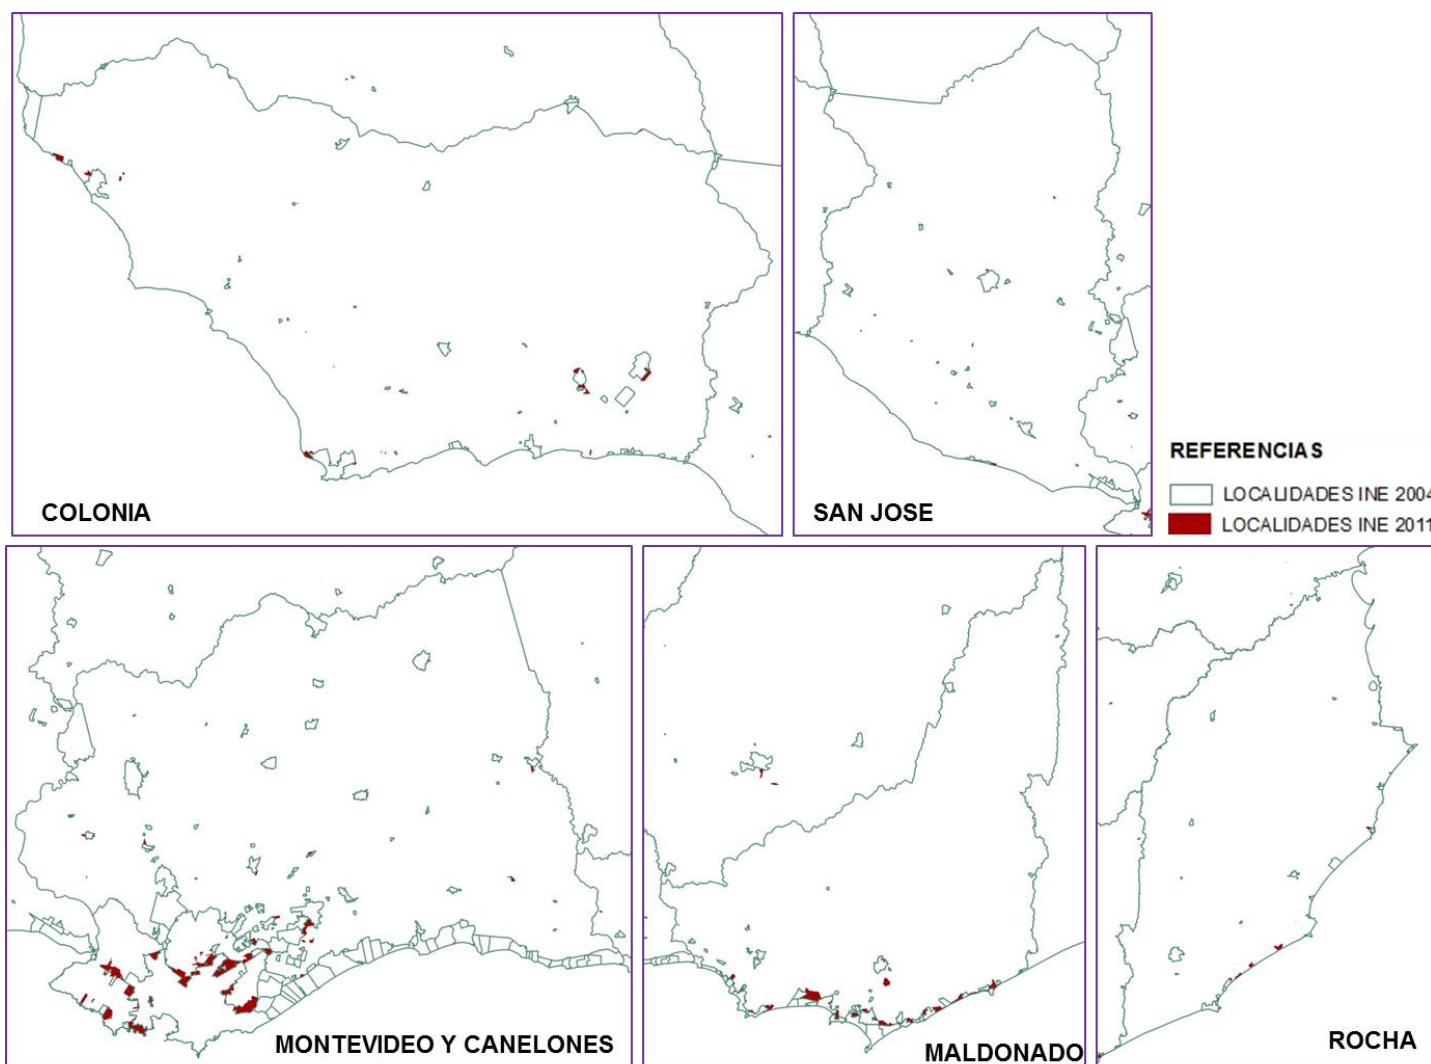 COLONIA
SAN JOSE
REFERENCIAS
LOCALIDADES INE 2004
LOCALIDADES INE 2011
MONTEVIDEO Y CANELONES
MALDONADO
ROCHA